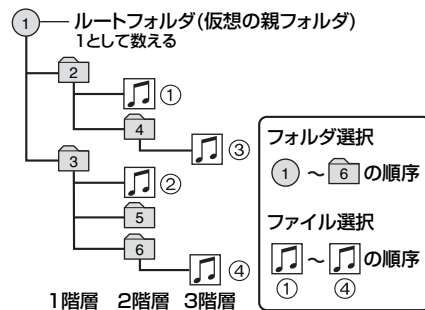 1 ルートフォルダ(仮想の親フォルダ)
1として数える
2
①
4
③
3
②
5
6
④
1階層 2階層 3階層
フォルダ選択
1 ~ 6 の順序
ファイル選択
~ の順序
① ④